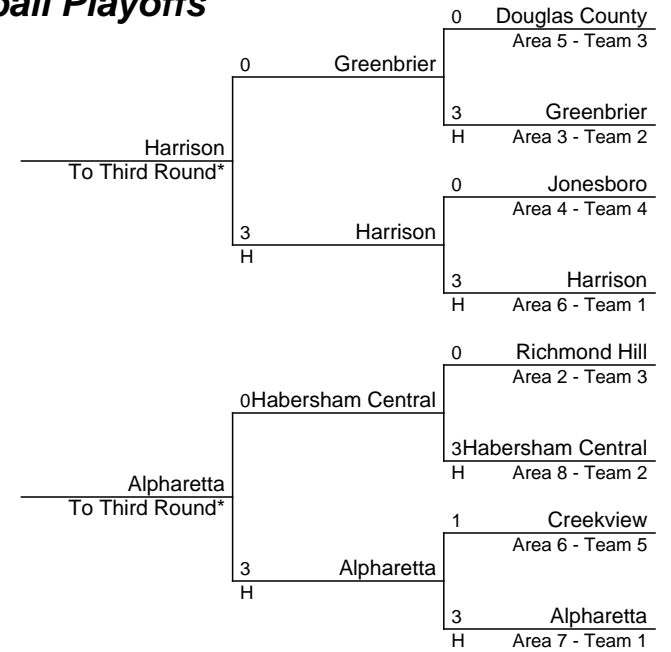 ball Playoffs
0 Douglas County
Area 5 - Team 3
0 Greenbrier
3 Greenbrier
H Area 3 - Team 2
Harrison
To Third Round*
0 Jonesboro
Area 4 - Team 4
3 Harrison
H
3 Harrison
H Area 6 - Team 1
0 Richmond Hill
Area 2 - Team 3
0Habersham Central
3Habersham Central
H Area 8 - Team 2
Alpharetta
To Third Round*
1 Creekview
Area 6 - Team 5
3 Alpharetta
H
3 Alpharetta
H Area 7 - Team 1